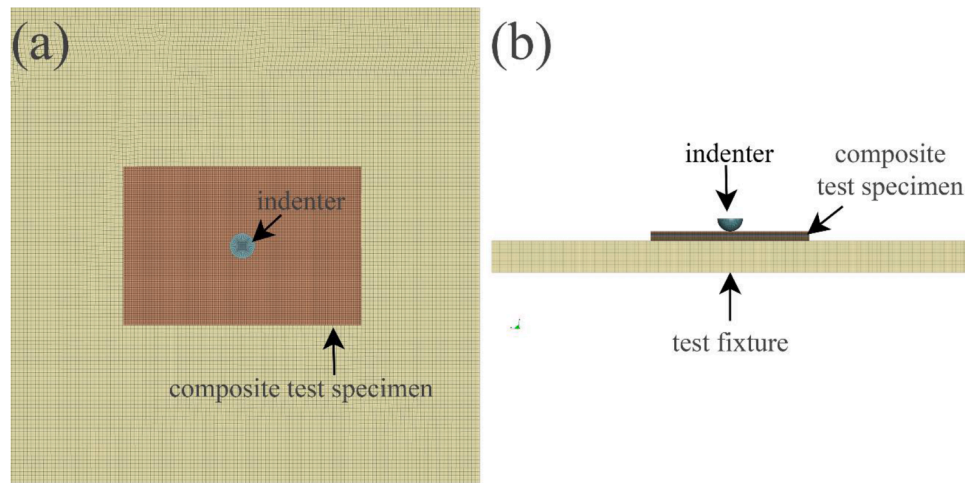 (a)
indenter
composite test specimen
(b)
indenter
composite
test specimen
test fixture